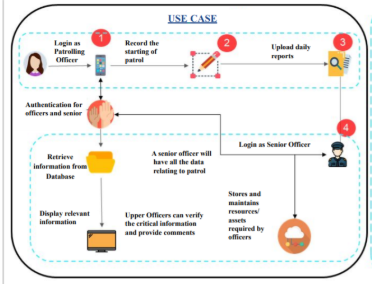 USE CASE
1
2
3
Login as
Patrolling
Officer
Record the
starting of
patrol
Upload daily
reports
Authentication for
officers and senior
4
Login as Senior Officer
Retrieve
information from
Database
A senior officer will
have all the data
relating to patrol
Stores and
maintains
resources/
assets
required by
officers
Display relevant
information
Upper Officers can verify
the critical information
and provide comments